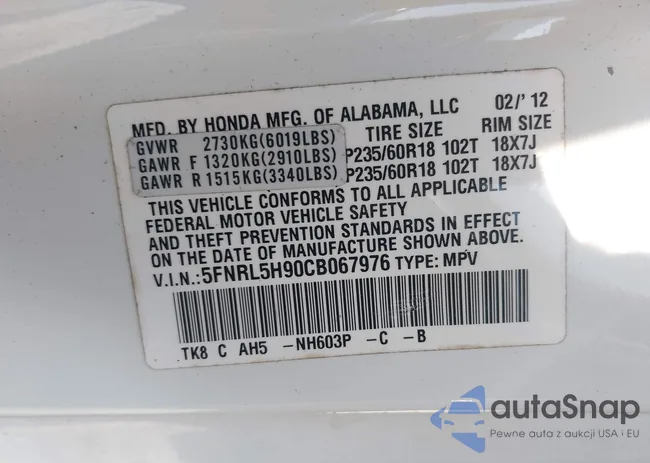 MFD. BY HONDA MFG. OF ALABAMA, LLC 02/' 12
TIRE SIZE RIM SIZE
GVWR 2730KG(6019LBS)
GAWR F 1320KG(2910LBS) P235/60R18 102T 18X7J
GAWR R 1515KG(3340LBS) P235/60R18 102T 18X7J
THIS VEHICLE CONFORMS TO ALL APPLICABLE
FEDERAL MOTOR VEHICLE SAFETY
AND THEFT PREVENTION STANDARDS IN EFFECT
ON THE DATE OF MANUFACTURE SHOWN ABOVE.
V.I.N.:5FNRL5H90CB067976 TYPE: MPV
TK8 C AH5 -NH603P -C -B
autaSnap
Pewne auta z aukcji USA i EU